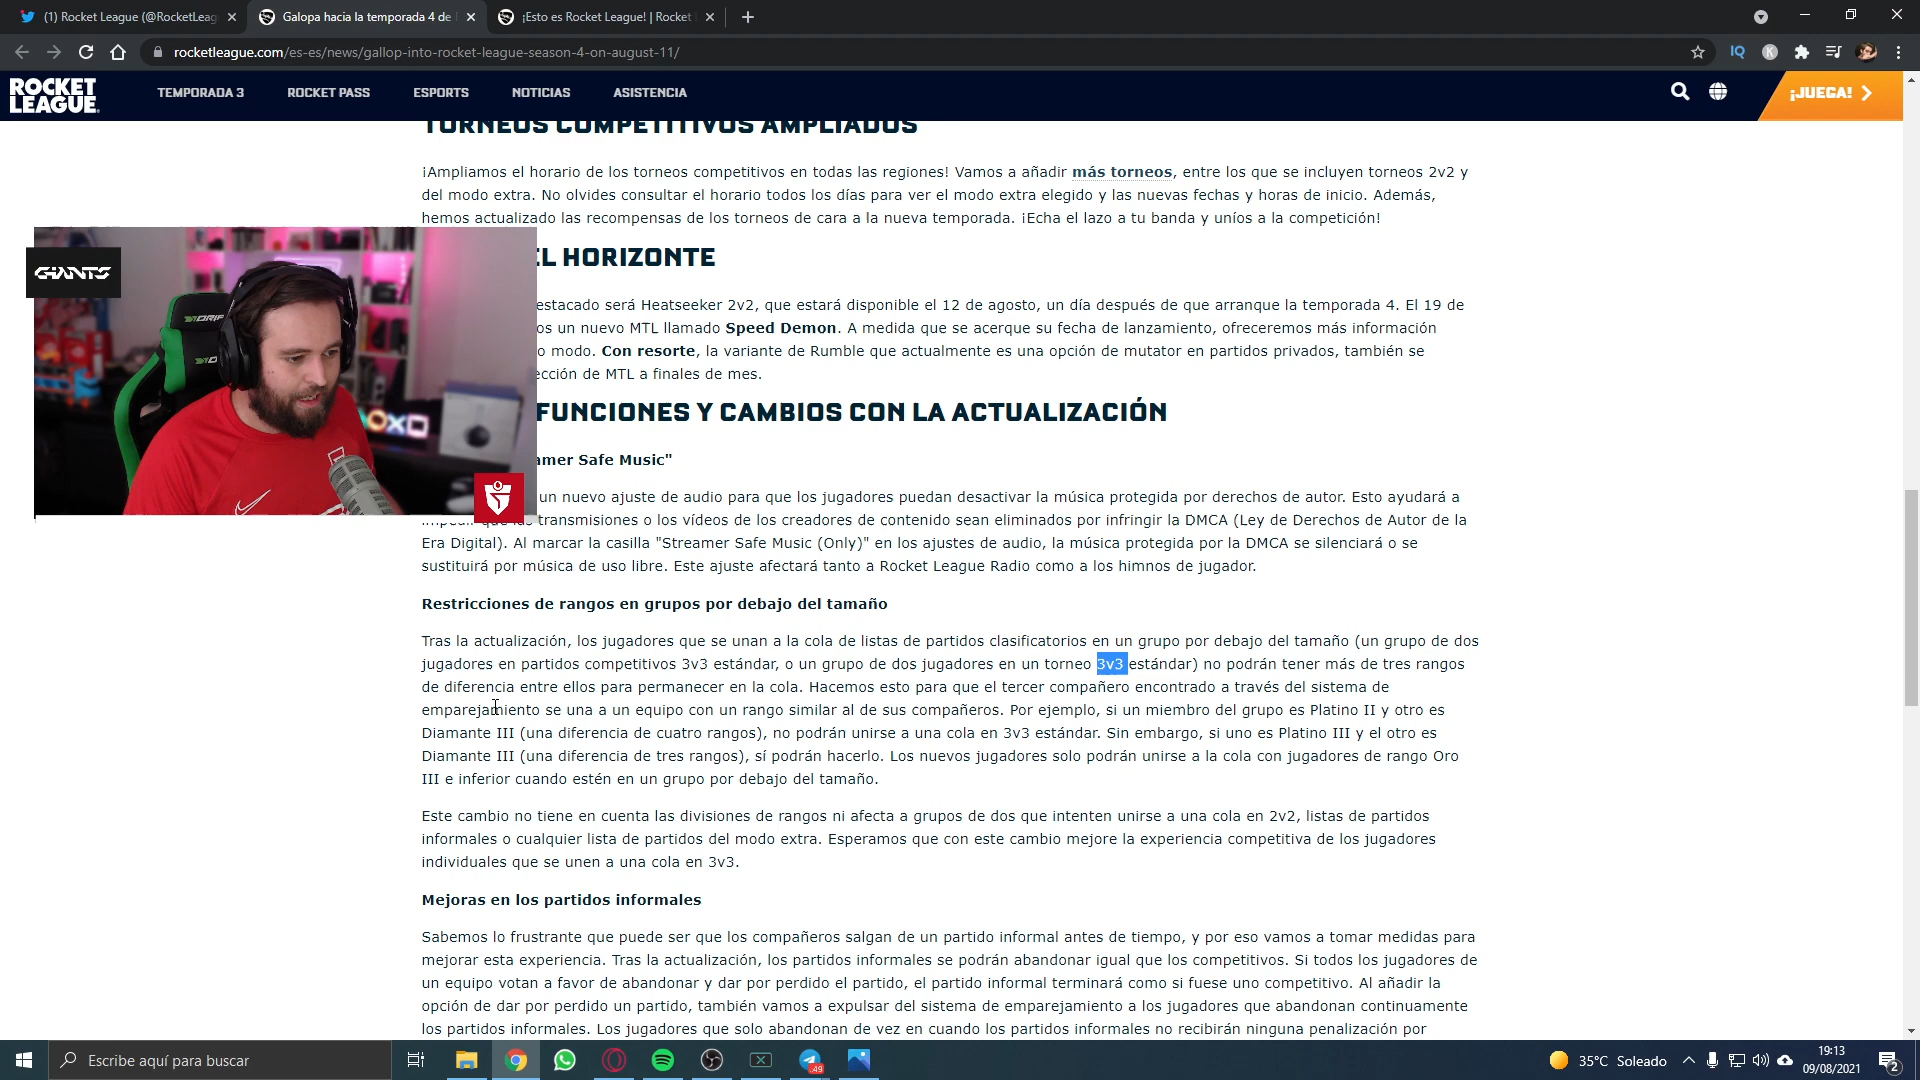 (1) Rocket League (@RocketLeag
Galopa hacia la temporada 4 de
¡Esto es Rocket League! | Rocket
rocketleague.com/es-es/news/gallop-into-rocket-league-season-4-on-august-11/
ROCKET LEAGUE
TEMPORADA 3
ROCKET PASS
ESPORTS
NOTICIAS
ASISTENCIA
¡JUEGA!
TORNEOS COMPETITIVOS AMPLIADOS
¡Ampliamos el horario de los torneos competitivos en todas las regiones! Vamos a añadir más torneos, entre los que se incluyen torneos 2v2 y
del modo extra. No olvides consultar el horario todos los días para ver el modo extra elegido y las nuevas fechas y horas de inicio. Además,
hemos actualizado las recompensas de los torneos de cara a la nueva temporada. ¡Echa el lazo a tu banda y uníos a la competición!
GIANTS
EL HORIZONTE
estacado será Heatseeker 2v2, que estará disponible el 12 de agosto, un día después de que arranque la temporada 4. El 19 de
os un nuevo MTL llamado Speed Demon. A medida que se acerque su fecha de lanzamiento, ofreceremos más información
o modo. Con resorte, la variante de Rumble que actualmente es una opción de mutator en partidos privados, también se
ección de MTL a finales de mes.
FUNCIONES Y CAMBIOS CON LA ACTUALIZACIÓN
amer Safe Music"
un nuevo ajuste de audio para que los jugadores puedan desactivar la música protegida por derechos de autor. Esto ayudará a
transmisiones o los vídeos de los creadores de contenido sean eliminados por infringir la DMCA (Ley de Derechos de Autor de la
Era Digital). Al marcar la casilla "Streamer Safe Music (Only)" en los ajustes de audio, la música protegida por la DMCA se silenciará o se
sustituirá por música de uso libre. Este ajuste afectará tanto a Rocket League Radio como a los himnos de jugador.
Restricciones de rangos en grupos por debajo del tamaño
Tras la actualización, los jugadores que se unan a la cola de listas de partidos clasificatorios en un grupo por debajo del tamaño (un grupo de dos
jugadores en partidos competitivos 3v3 estándar, o un grupo de dos jugadores en un torneo 3v3 estándar) no podrán tener más de tres rangos
de diferencia entre ellos para permanecer en la cola. Hacemos esto para que el tercer compañero encontrado a través del sistema de
emparejamiento se una a un equipo con un rango similar al de sus compañeros. Por ejemplo, si un miembro del grupo es Platino II y otro es
Diamante III (una diferencia de cuatro rangos), no podrán unirse a una cola en 3v3 estándar. Sin embargo, si uno es Platino III y el otro es
Diamante III (una diferencia de tres rangos), sí podrán hacerlo. Los nuevos jugadores solo podrán unirse a la cola con jugadores de rango Oro
III e inferior cuando estén en un grupo por debajo del tamaño.
Este cambio no tiene en cuenta las divisiones de rangos ni afecta a grupos de dos que intenten unirse a una cola en 2v2, listas de partidos
informales o cualquier lista de partidos del modo extra. Esperamos que con este cambio mejore la experiencia competitiva de los jugadores
individuales que se unen a una cola en 3v3.
Mejoras en los partidos informales
Sabemos lo frustrante que puede ser que los compañeros salgan de un partido informal antes de tiempo, y por eso vamos a tomar medidas para
mejorar esta experiencia. Tras la actualización, los partidos informales se podrán abandonar igual que los competitivos. Si todos los jugadores de
un equipo votan a favor de abandonar y dar por perdido el partido, el partido informal terminará como si fuese uno competitivo. Al añadir la
opción de dar por perdido un partido, también vamos a expulsar del sistema de emparejamiento a los jugadores que abandonan continuamente
los partidos informales. Los jugadores que solo abandonan de vez en cuando los partidos informales no recibirán ninguna penalización por
Escribe aquí para buscar
49
35°C Soleado
19:13
09/08/2021
2